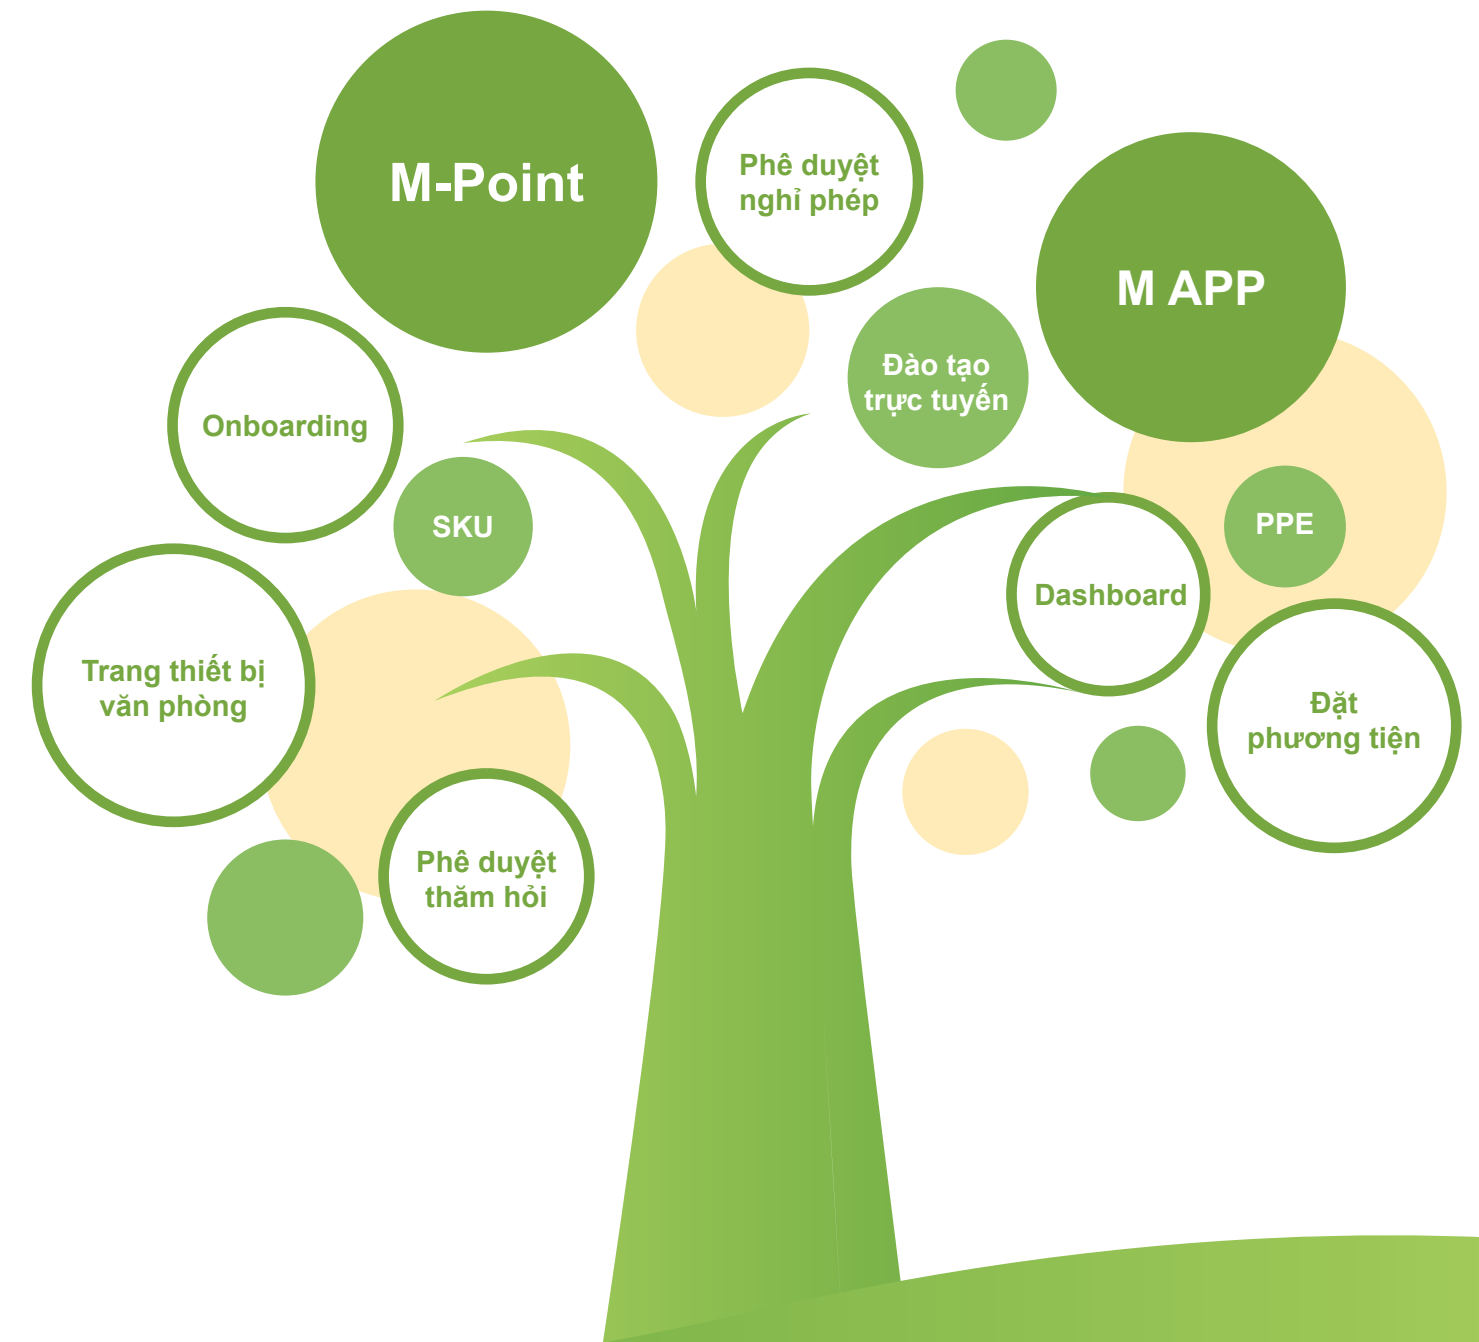 M-Point
Phê duyệt
nghỉ phép
M APP
Đào tạo
trực tuyến
Onboarding
SKU
PPE
Dashboard
Trang thiết bị
văn phòng
Đặt
phương tiện
Phê duyệt
thăm hỏi